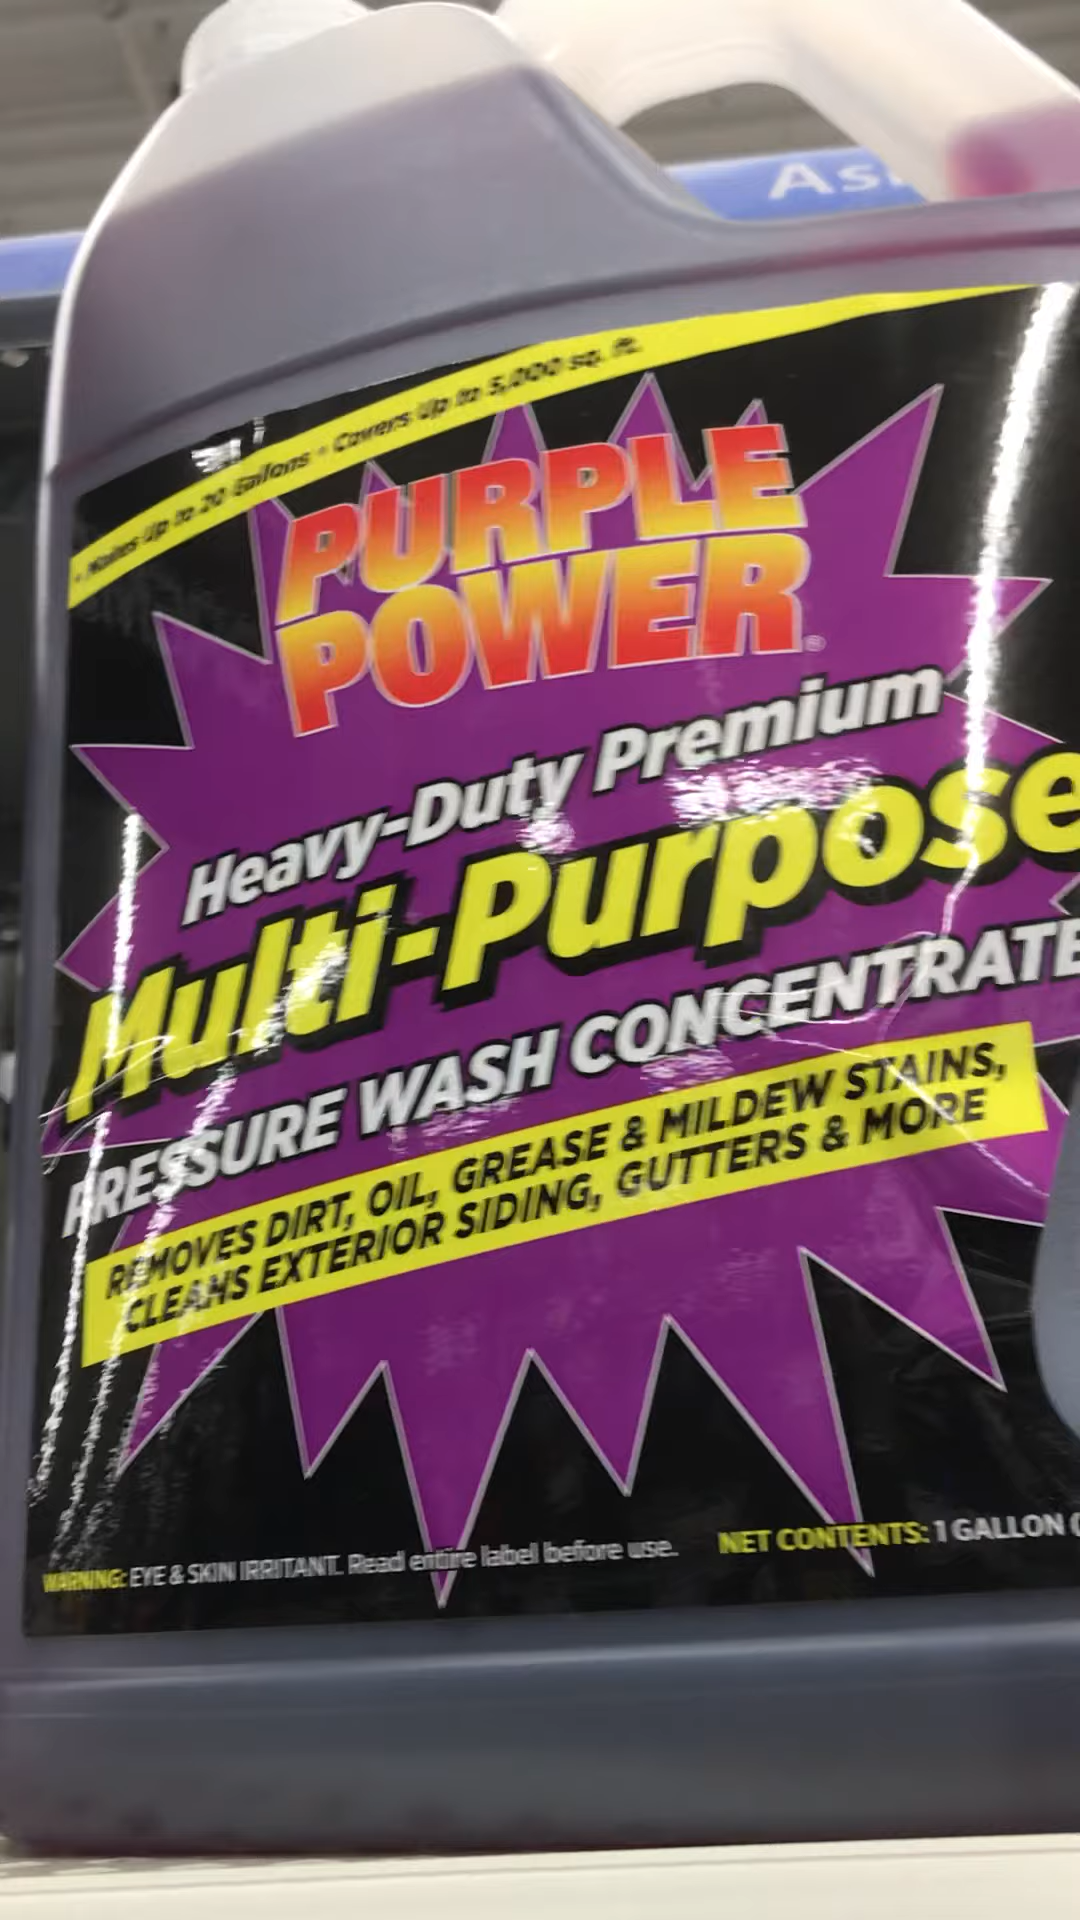 • Makes Up to 20 Gallons • Covers Up to 5,000 sq. ft.
PURPLE
POWER®
Heavy-Duty Premium
Multi-Purpose
PRESSURE WASH CONCENTRATE
REMOVES DIRT, OIL, GREASE & MILDEW STAINS,
CLEANS EXTERIOR SIDING, GUTTERS & MORE
WARNING: EYE & SKIN IRRITANT. Read entire label before use.
NET CONTENTS: 1 GALLON